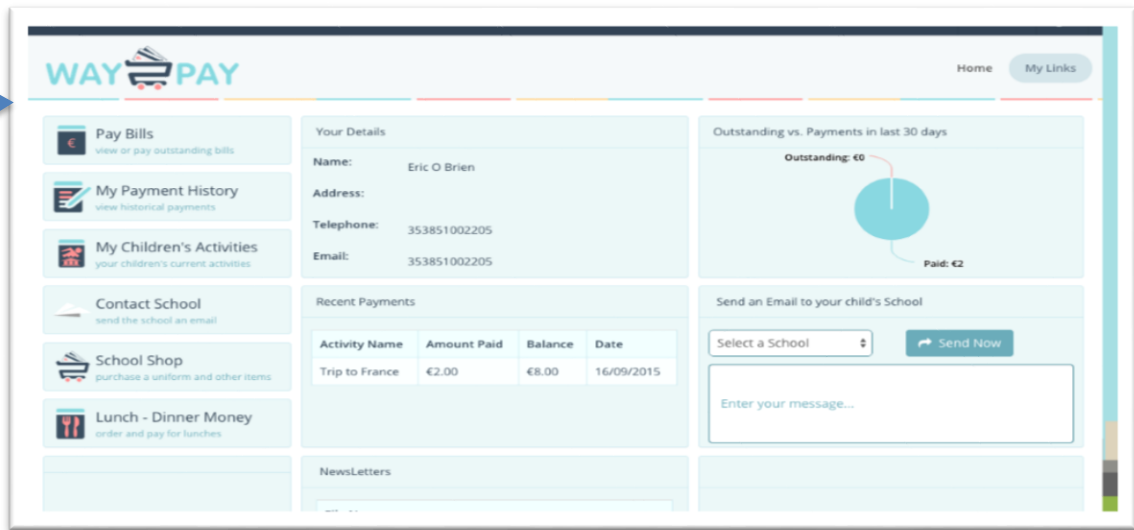 WAY PAY
Home
My Links
Pay Bills
view or pay outstanding bills
My Payment History
view historical payments
My Children's Activities
your children's current activities
Contact School
send the school an email
School Shop
purchase a uniform and other items
Lunch - Dinner Money
order and pay for lunches
Your Details
Name: Eric O Brien
Address:
Telephone: 353851002205
Email: 353851002205
Outstanding vs. Payments in last 30 days
Outstanding: €0
Paid: €2
Recent Payments
Activity Name Amount Paid Balance Date
Trip to France €2.00 €8.00 16/09/2015
Send an Email to your child's School
Select a School
Send Now
Enter your message...
NewsLetters